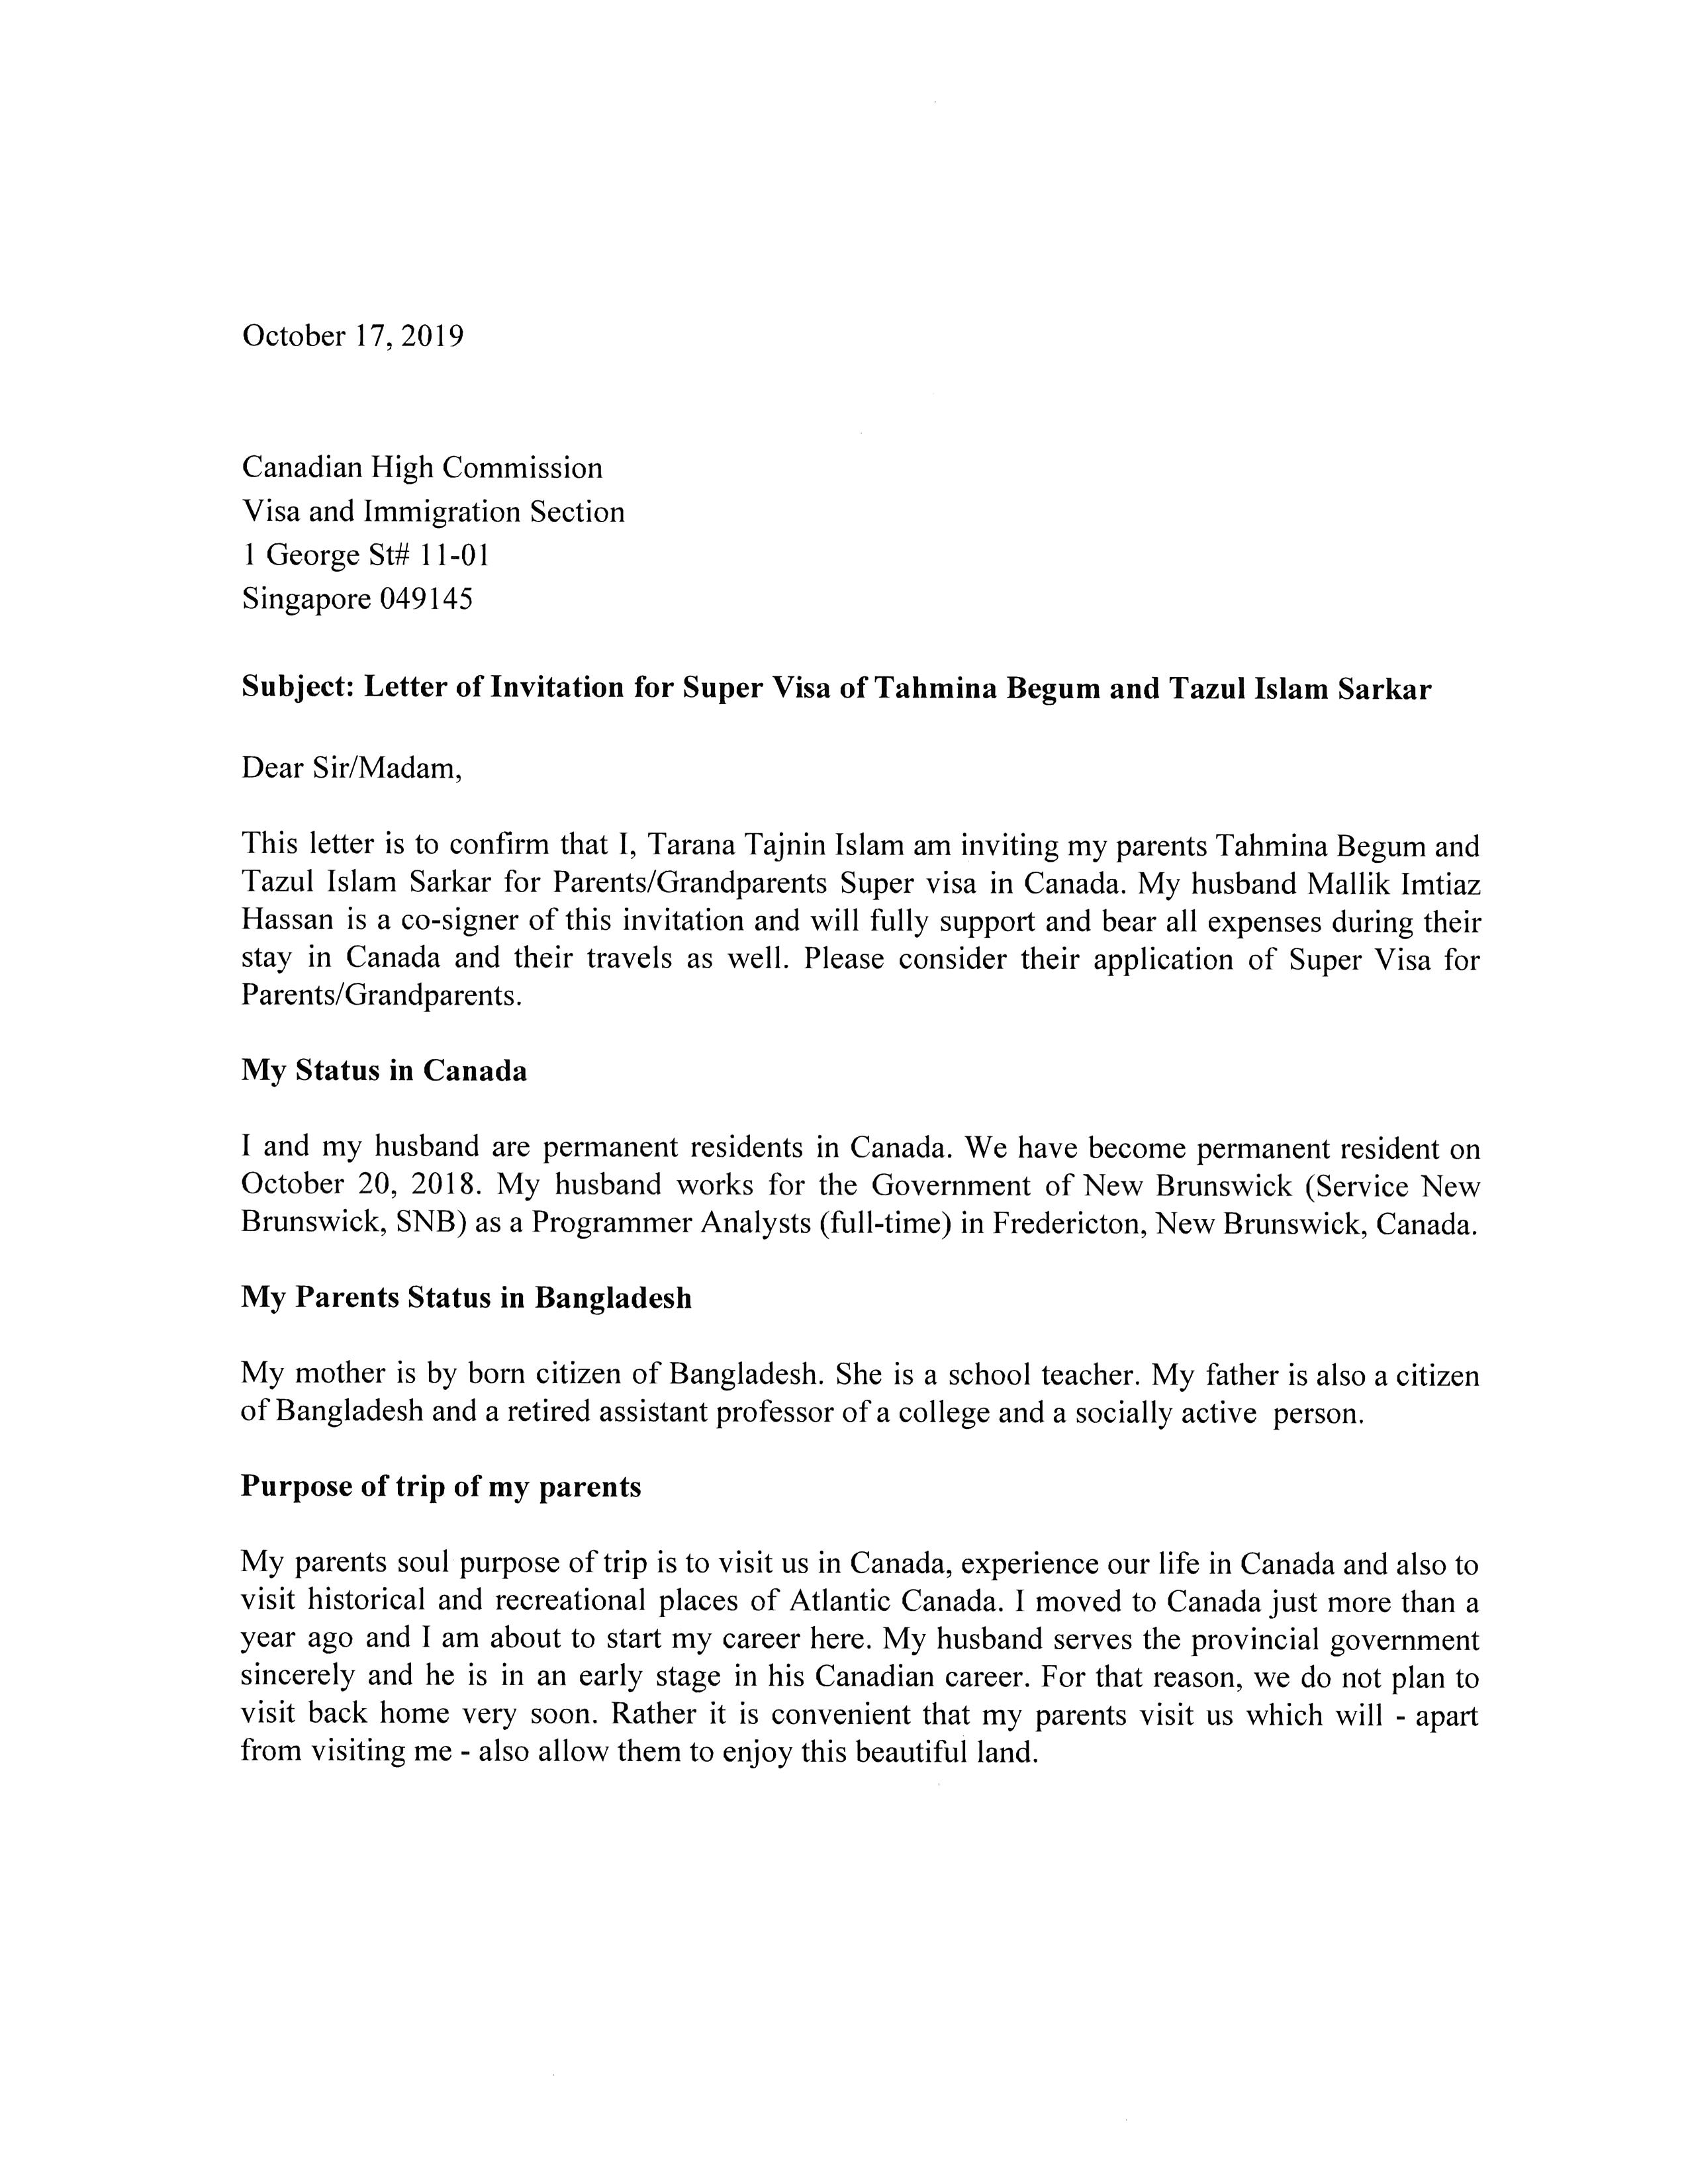 October 17, 2019
Canadian High Commission
Visa and Immigration Section
1 George St# 11-01
Singapore 049145
Subject: Letter of Invitation for Super Visa of Tahmina Begum and Tazul Islam Sarkar
Dear Sir/Madam,
This letter is to confirm that I, Tarana Tajnin Islam am inviting my parents Tahmina Begum and
Tazul Islam Sarkar for Parents/Grandparents Super visa in Canada. My husband Mallik Imtiaz
Hassan is a co-signer of this invitation and will fully support and bear all expenses during their
stay in Canada and their travels as well. Please consider their application of Super Visa for
Parents/Grandparents.
My Status in Canada
I and my husband are permanent residents in Canada. We have become permanent resident on
October 20, 2018. My husband works for the Government of New Brunswick (Service New
Brunswick, SNB) as a Programmer Analysts (full-time) in Fredericton, New Brunswick, Canada.
My Parents Status in Bangladesh
My mother is by born citizen of Bangladesh. She is a school teacher. My father is also a citizen
of Bangladesh and a retired assistant professor of a college and a socially active person.
Purpose of trip of my parents
My parents soul purpose of trip is to visit us in Canada, experience our life in Canada and also to
visit historical and recreational places of Atlantic Canada. I moved to Canada just more than a
year ago and I am about to start my career here. My husband serves the provincial government
sincerely and he is in an early stage in his Canadian career. For that reason, we do not plan to
visit back home very soon. Rather it is convenient that my parents visit us which will - apart
from visiting me - also allow them to enjoy this beautiful land.